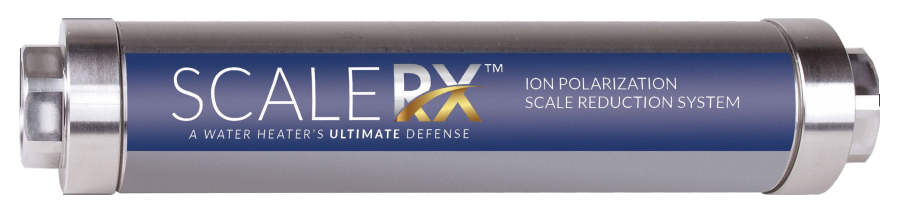 SCALERX™
A WATER HEATER'S ULTIMATE DEFENSE
ION POLARIZATION
SCALE REDUCTION SYSTEM